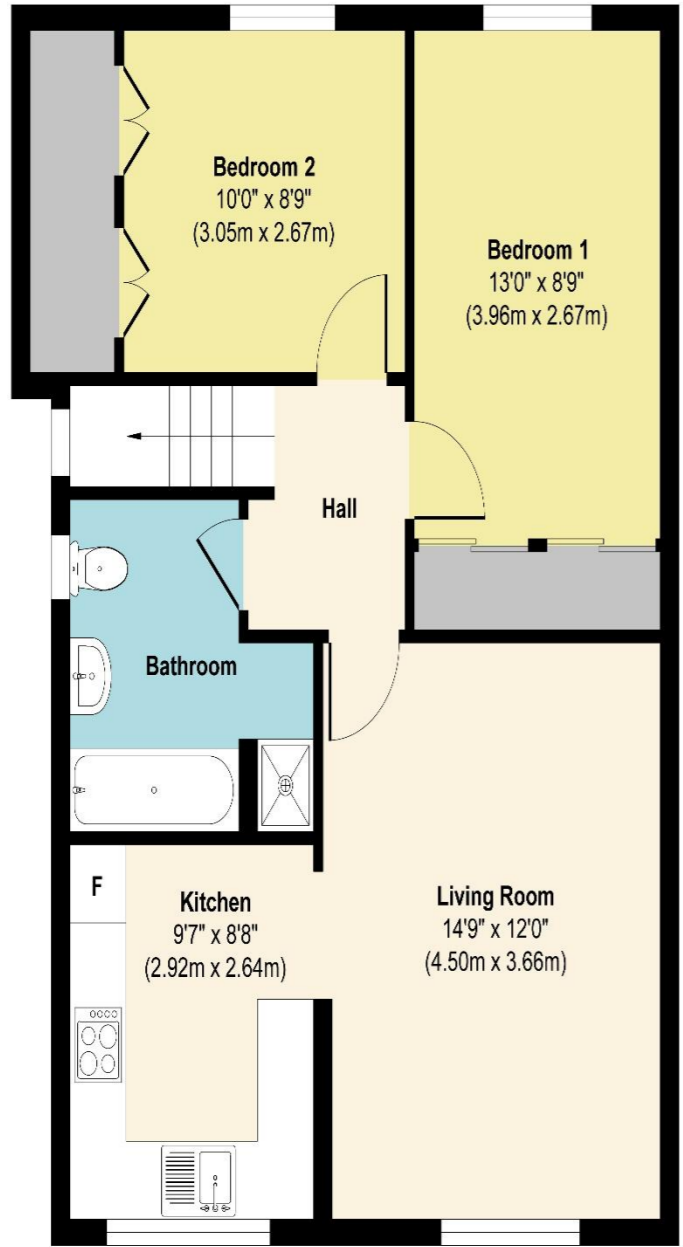 Bedroom 2
10'0" x 8'9"
(3.05m x 2.67m)
Bedroom 1
13'0" x 8'9"
(3.96m x 2.67m)
Hall
Bathroom
F
Kitchen
9'7" x 8'8"
(2.92m x 2.64m)
Living Room
14'9" x 12'0"
(4.50m x 3.66m)